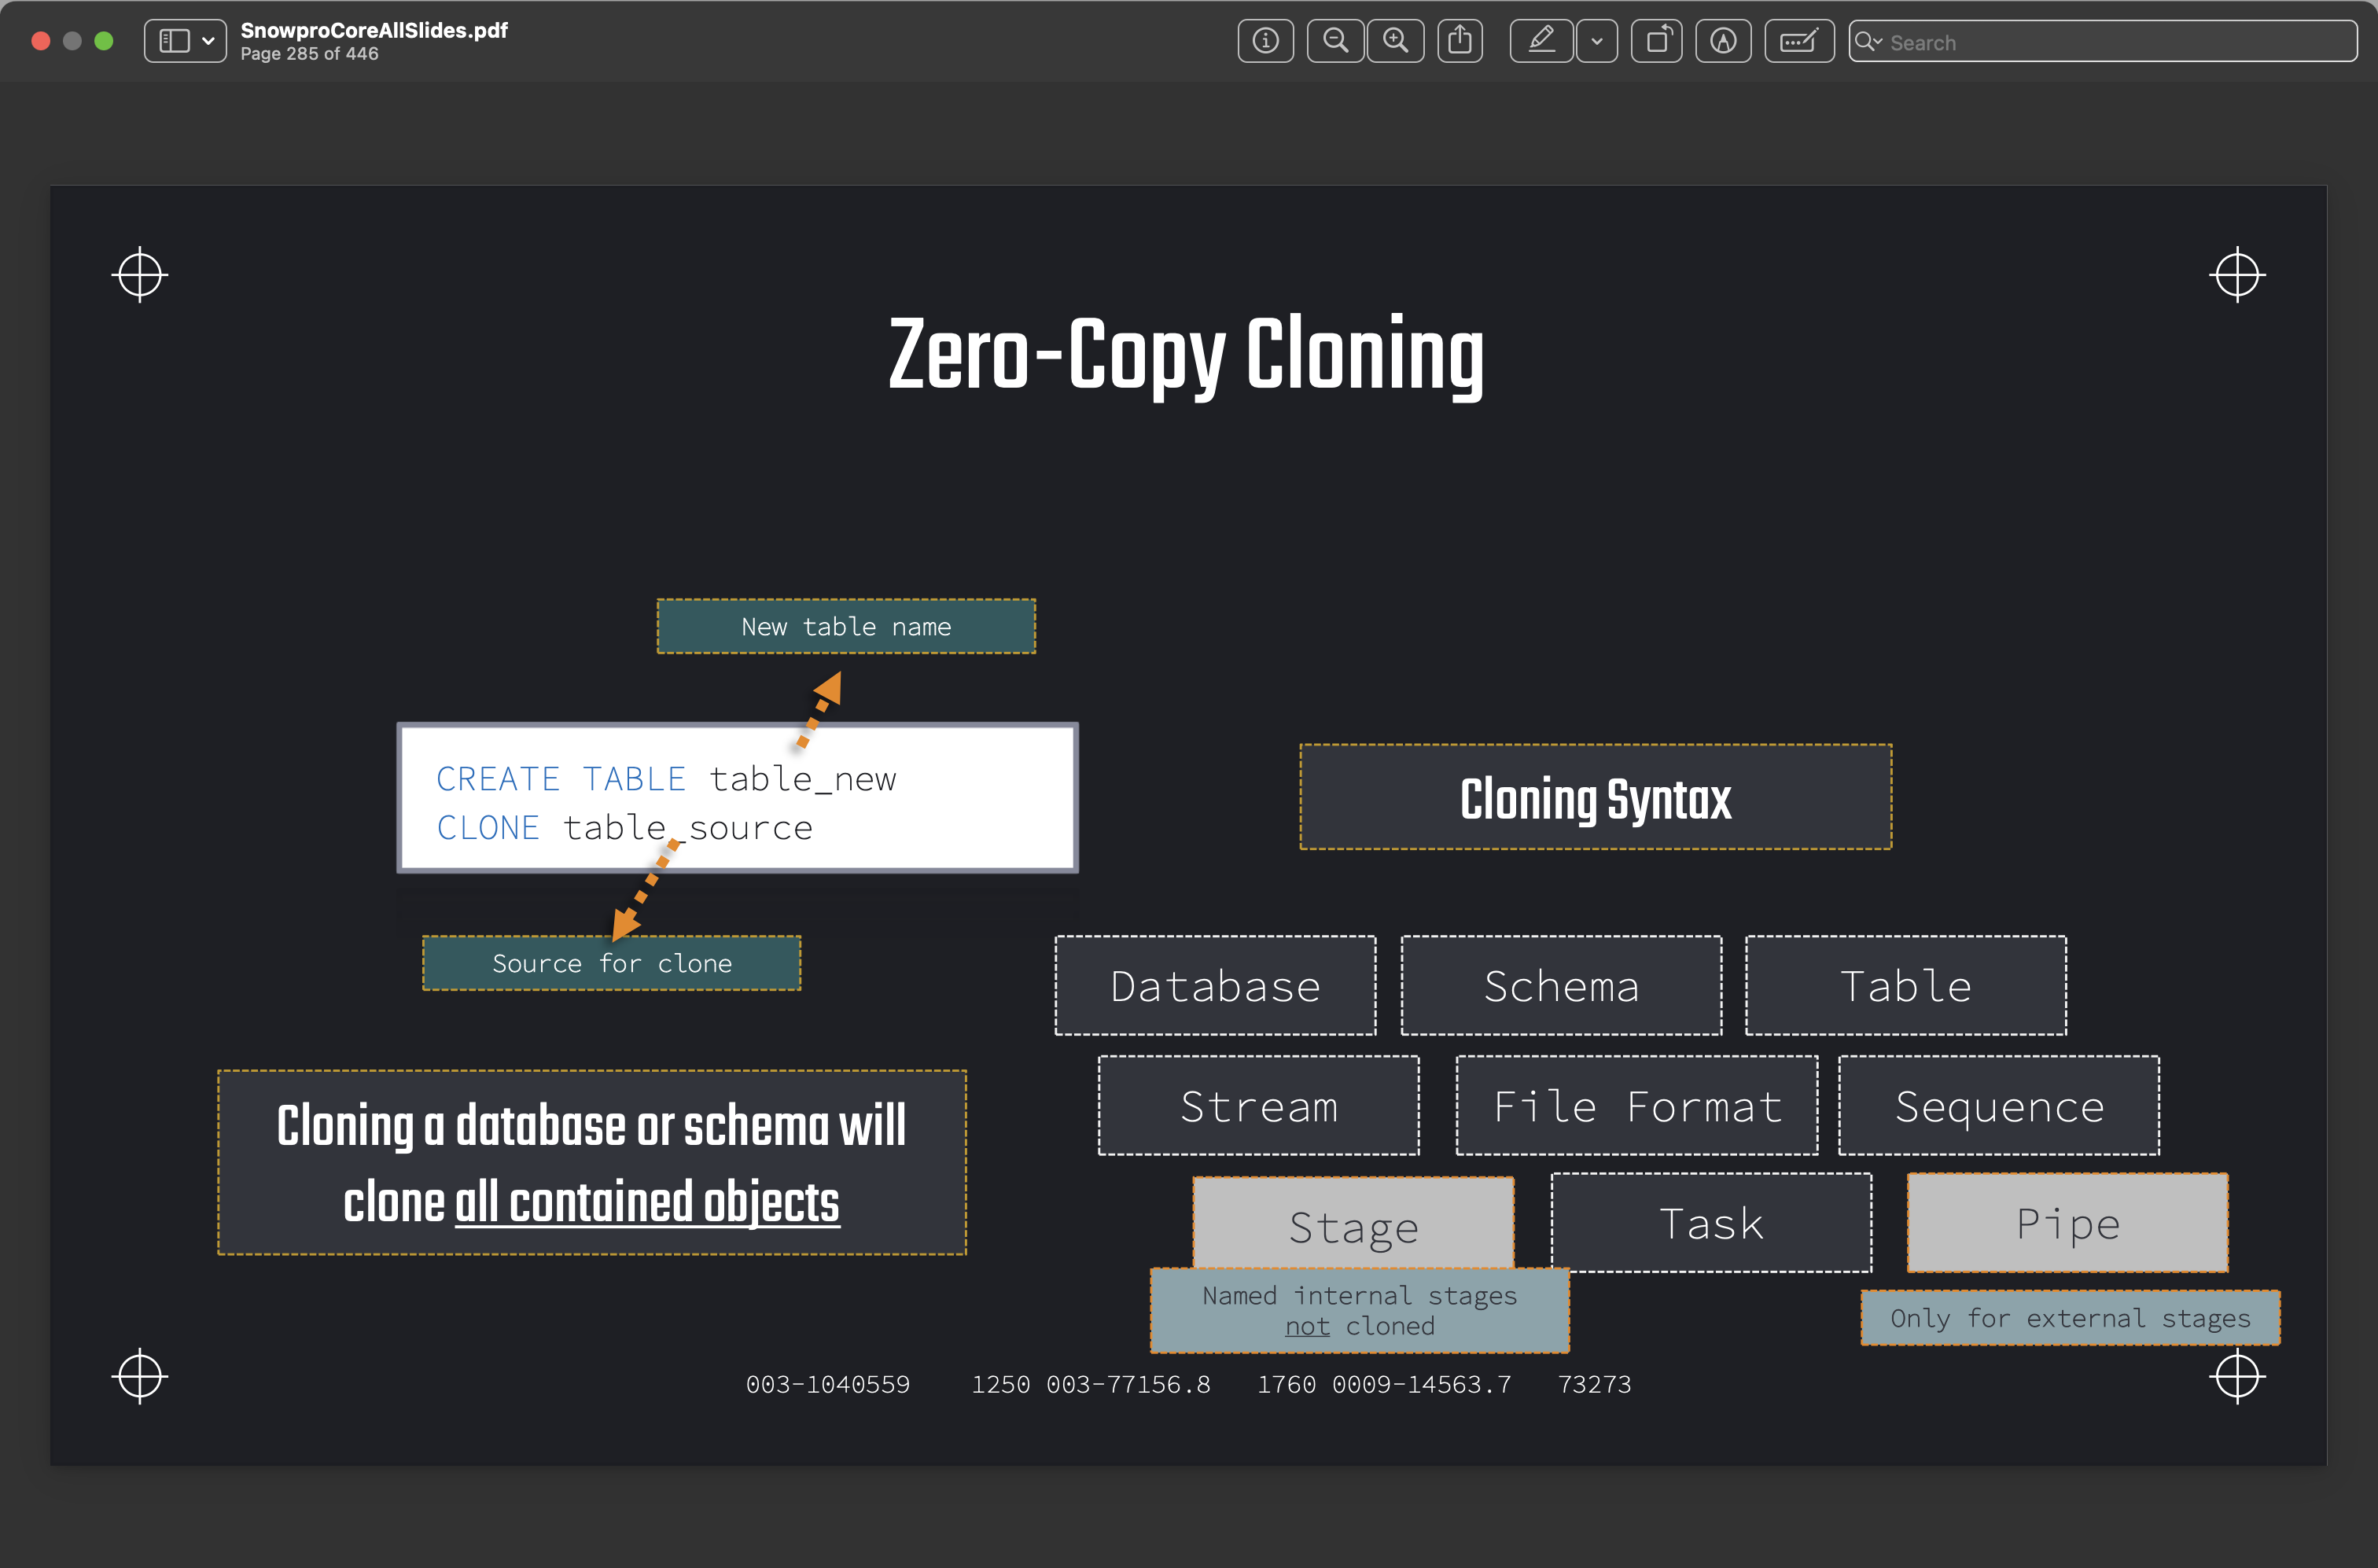 SnowproCoreAllSlides.pdf
Page 285 of 446
Search
Zero-Copy Cloning
New table name
CREATE TABLE table_new
CLONE table_source
Source for clone
Cloning a database or schema will
clone all contained objects
Cloning Syntax
Database Schema Table
Stream File Format Sequence
Stage Task Pipe
Named internal stages
not cloned
Only for external stages
003-1040559 1250 003-77156.8 1760 0009-14563.7 73273